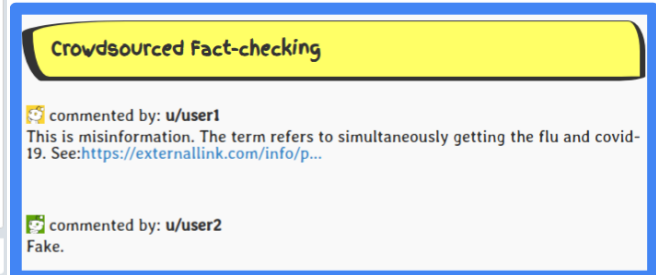 Crowdsourced Fact-checking
commented by: u/user1
This is misinformation. The term refers to simultaneously getting the flu and covid-
19. See:https://externallink.com/info/p...
commented by: u/user2
Fake.